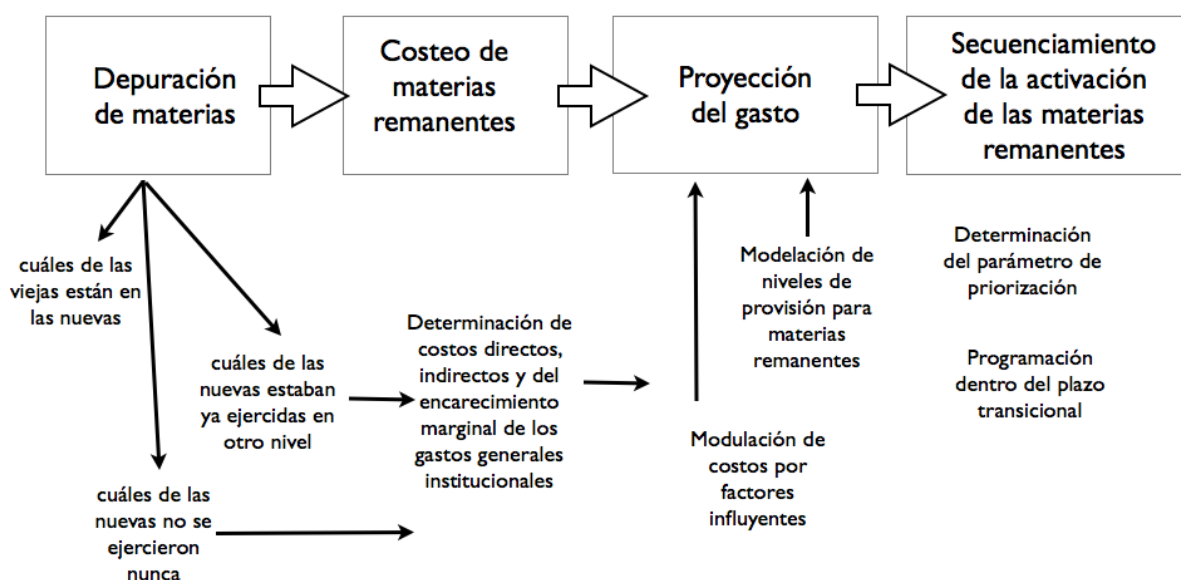 Depuración
de materias
Costeo de
materias
remanentes
Proyección
del gasto
Secuenciamiento
de la activación
de las materias
remanentes
cuáles de las
viejas están en
las nuevas
cuáles de las
nuevas estaban
ya ejercidas en
otro nivel
cuáles de las
nuevas no se
ejercieron
nunca
Determinación de
costos directos,
indirectos y del
encarecimiento
marginal de los
gastos generales
institucionales
Modelación de
niveles de
provisión para
materias
remanentes
Modulación de
costos por
factores
influyentes
Determinación
del parámetro de
priorización
Programación
dentro del plazo
transicional